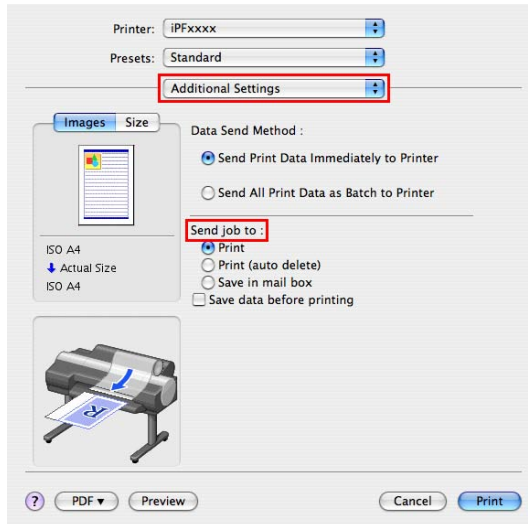 Printer: iPFxxxx
Presets: Standard
Additional Settings
Images Size
Data Send Method :
Send Print Data Immediately to Printer
Send All Print Data as Batch to Printer
Send job to :
Print
Print (auto delete)
Save in mail box
Save data before printing
ISO A4
Actual Size
ISO A4
R
? PDF▼ Preview Cancel Print